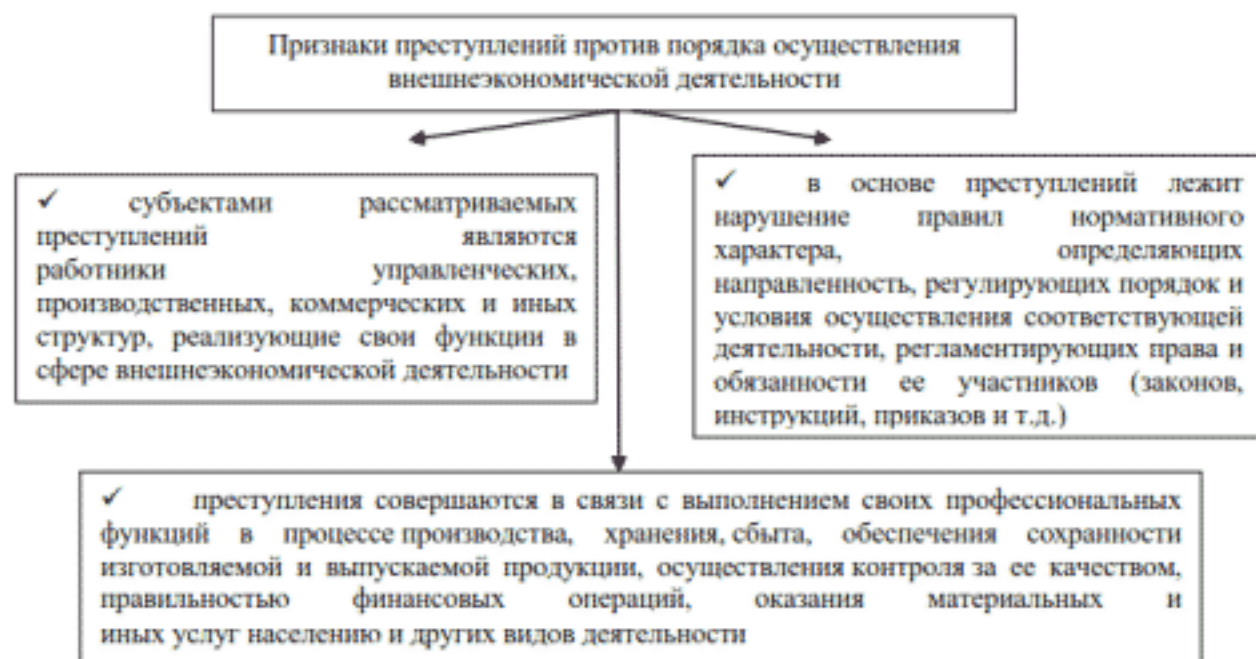 Признаки преступлений против порядка осуществления
внешнеэкономической деятельности
✓ субъектами рассматриваемых
преступлений являются
работники управленческих,
производственных, коммерческих и иных
структур, реализующие свои функции в
сфере внешнеэкономической деятельности
✓ в основе преступлений лежит
нарушение правил нормативного
характера, определяющих
направленность, регулирующих порядок и
условия осуществления соответствующей
деятельности, регламентирующих права и
обязанности ее участников (законов,
инструкций, приказов и т.д.)
✓ преступления совершаются в связи с выполнением своих профессиональных
функций в процессе производства, хранения, сбыта, обеспечения сохранности
изготовляемой и выпускаемой продукции, осуществления контроля за ее качеством,
правильностью финансовых операций, оказания материальных и
иных услуг населению и других видов деятельности